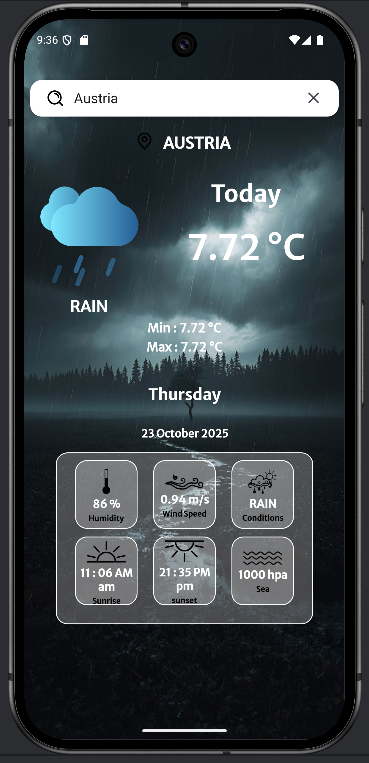 9:36
Austria
AUSTRIA
Today
7.72 °C
RAIN
Min : 7.72 °C
Max : 7.72 °C
Thursday
23 October 2025
86 %
Humidity
0.94 m/s
Wind Speed
RAIN
Conditions
11 : 06 AM
am
Sunrise
21 : 35 PM
pm
sunset
1000 hpa
Sea